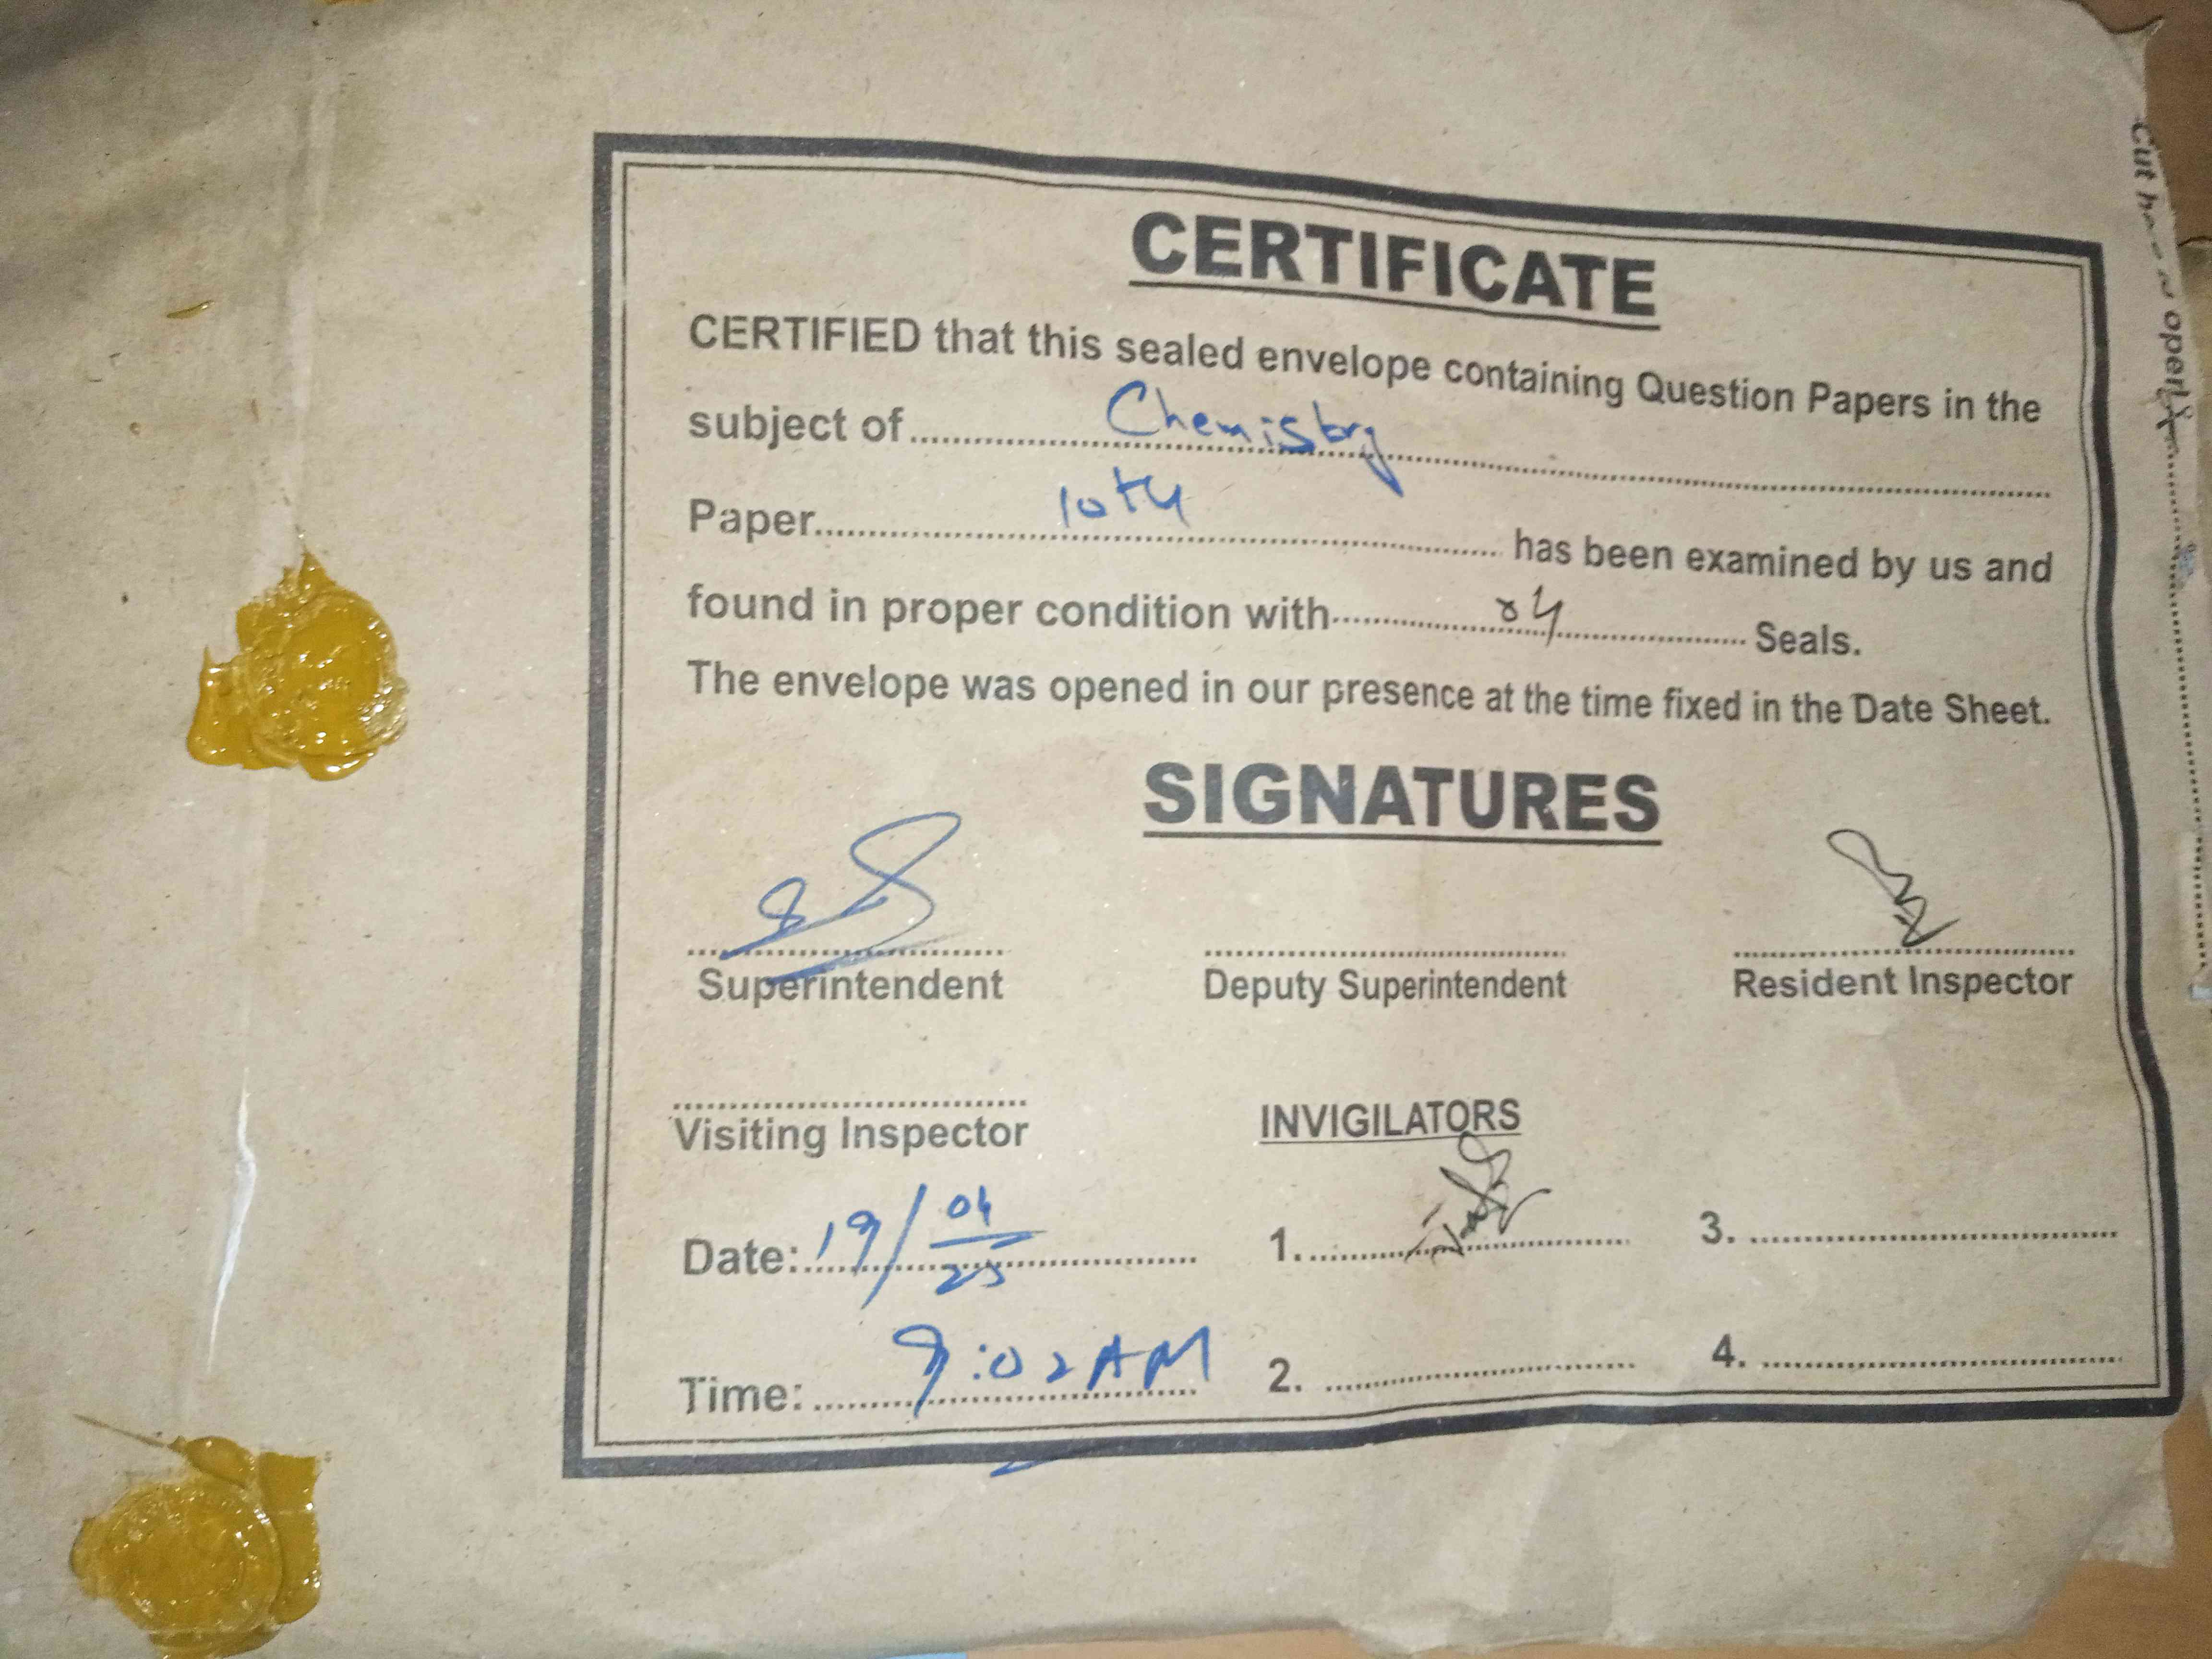 CERTIFICATE
CERTIFIED that this sealed envelope containing Question Papers in the
subject of Chemistry
Paper 10th has been examined by us and
found in proper condition with 04 Seals.
The envelope was opened in our presence at the time fixed in the Date Sheet.
SIGNATURES
Superintendent Deputy Superintendent Resident Inspector
Visiting Inspector INVIGILATORS
Date: 19/04/25 1. 3.
Time: 9:02 AM 2. 4.
Cut open